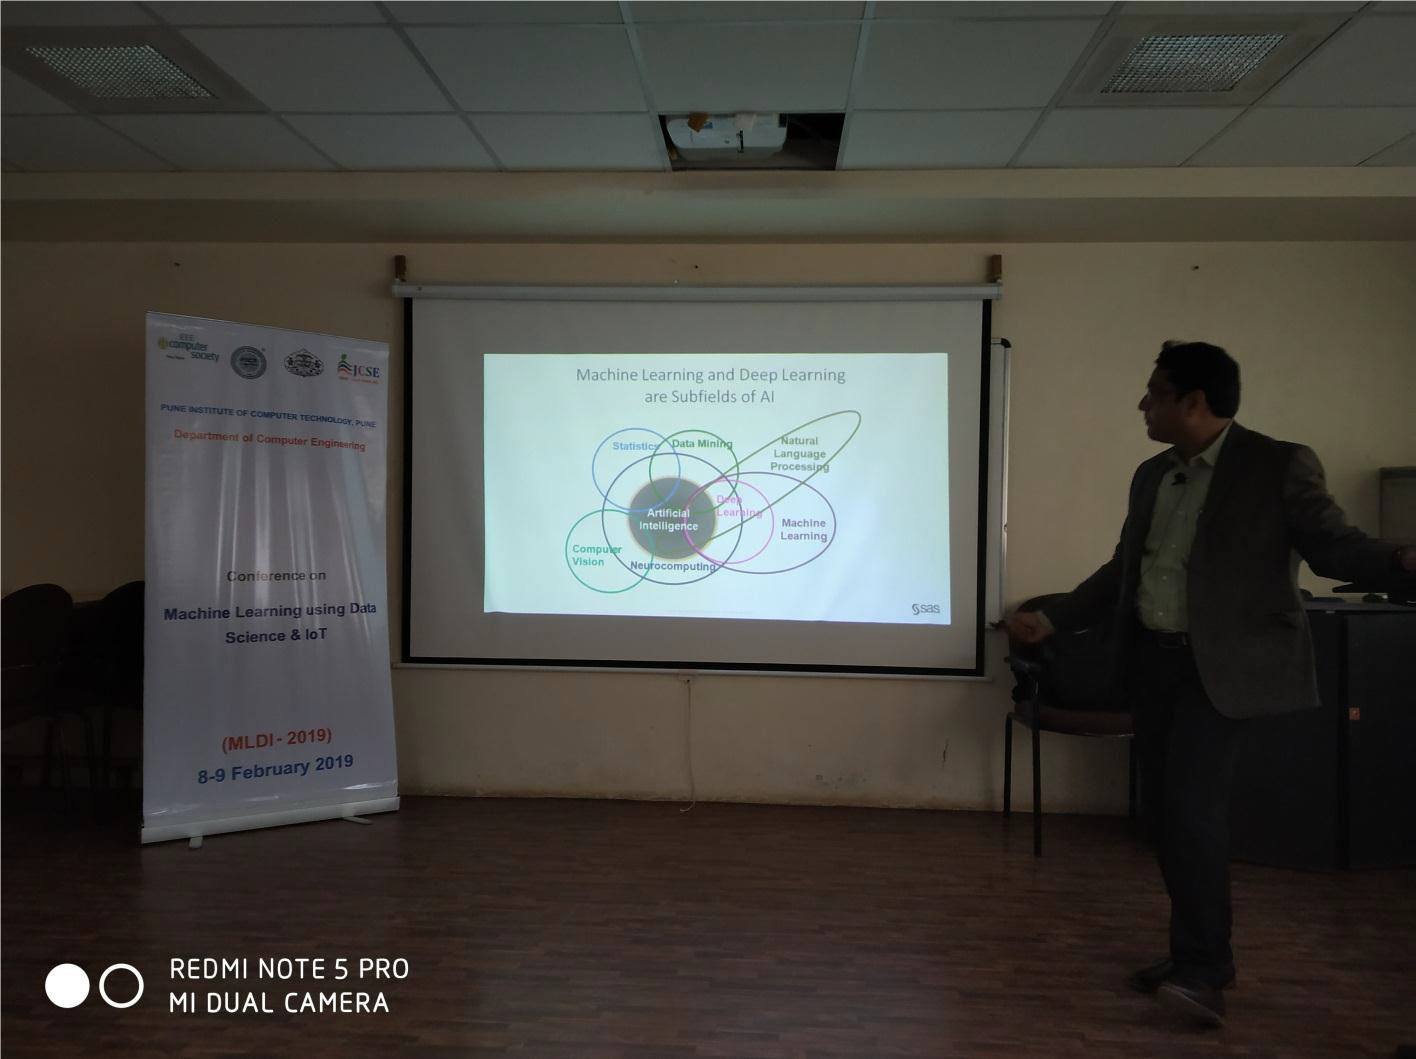 IEEE
computer
society
JCSE
PUNE INSTITUTE OF COMPUTER TECHNOLOGY, PUNE
Department of Computer Engineering
Conference on
Machine Learning using Data
Science & IoT
(MLDI - 2019)
8-9 February 2019
Machine Learning and Deep Learning
are Subfields of AI
Statistics
Data Mining
Natural
Language
Processing
Deep
Learning
Artificial
Intelligence
Machine
Learning
Computer
Vision
Neurocomputing
sas
REDMI NOTE 5 PRO
MI DUAL CAMERA